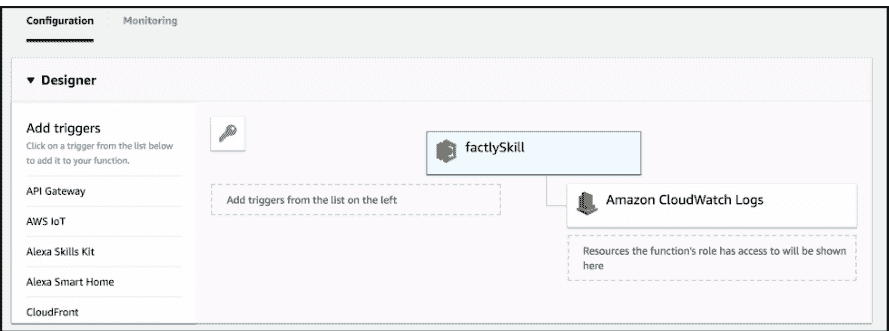 Configuration
Monitoring
Designer
Add triggers
Click on a trigger from the list below
to add it to your function.
API Gateway
AWS IoT
Alexa Skills Kit
Alexa Smart Home
CloudFront
Add triggers from the list on the left
factlySkill
Amazon CloudWatch Logs
Resources the function's role has access to will be shown
here